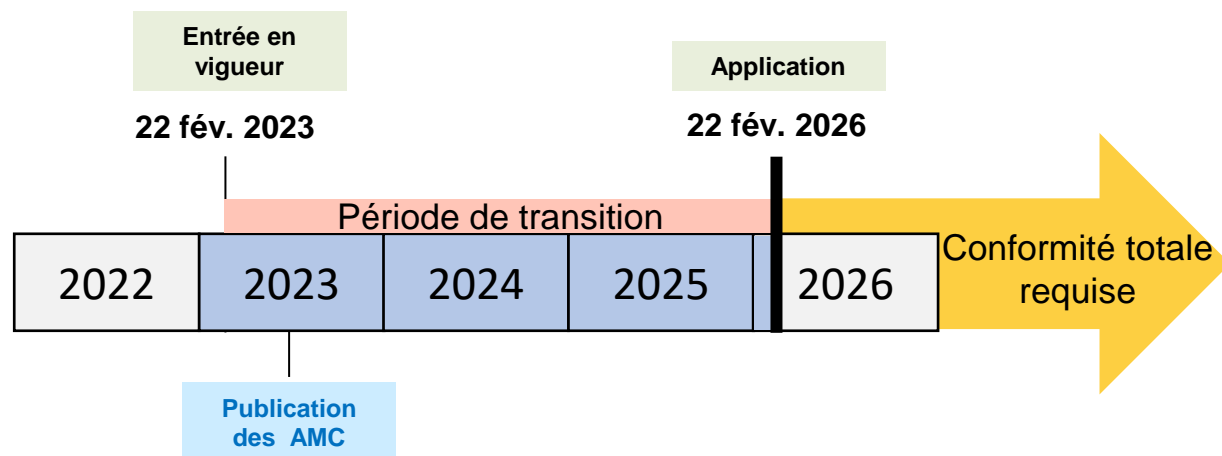 Entrée en
vigueur
Application
22 fév. 2023
22 fév. 2026
Période de transition
2022
2023
2024
2025
2026
Conformité totale
requise
Publication
des AMC